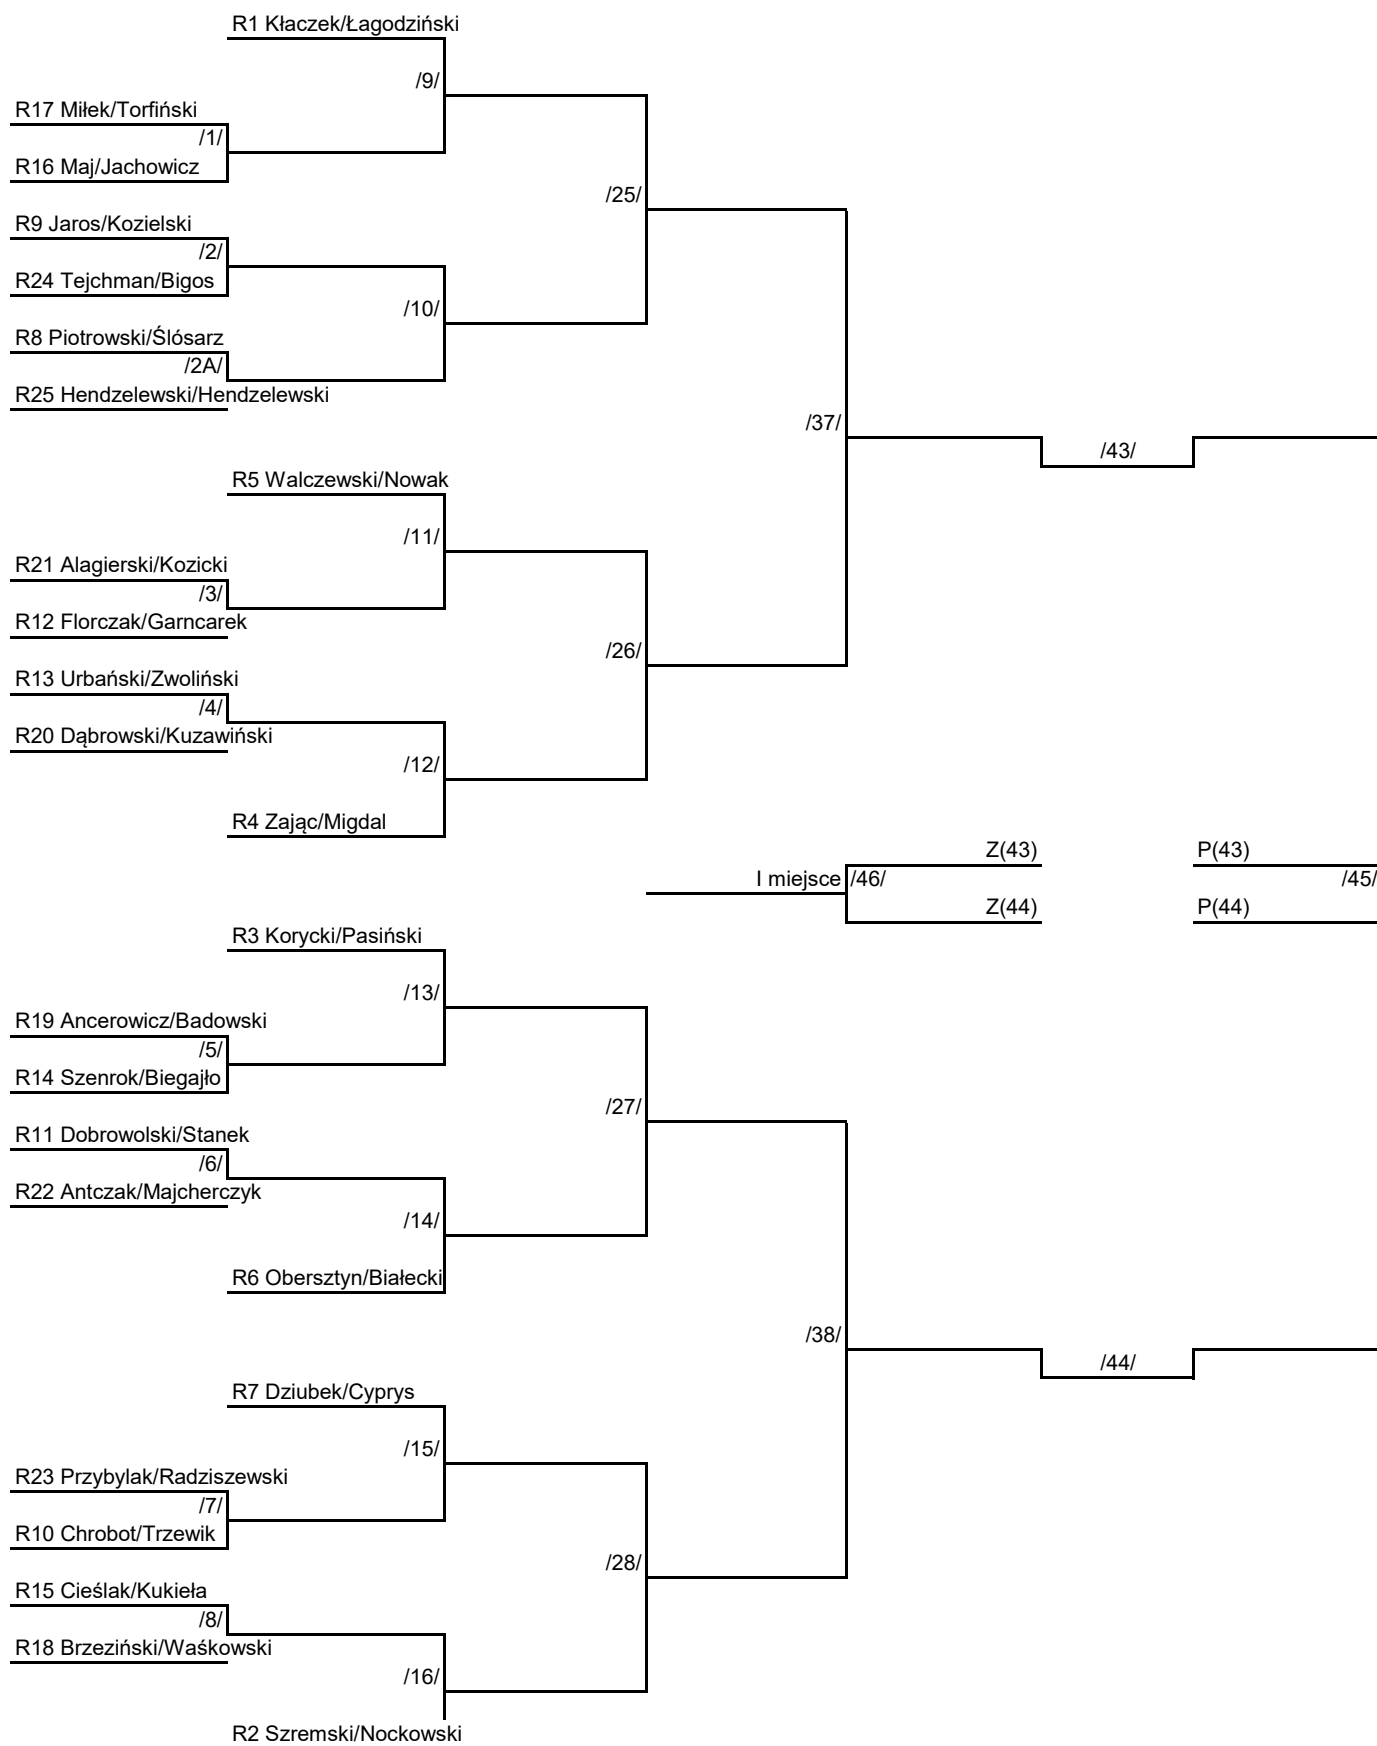 R1 Kłaczek/Łagodziński
/9/
R17 Miłek/Torfiński
/1/
R16 Maj/Jachowicz
/25/
R9 Jaros/Kozielski
/2/
R24 Tejchman/Bigos
/10/
R8 Piotrowski/Ślósarz
/2A/
R25 Hendzelewski/Hendzelewski
/37/
/43/
R5 Walczewski/Nowak
/11/
R21 Alagierski/Kozicki
/3/
R12 Florczak/Garncarek
/26/
R13 Urbański/Zwoliński
/4/
R20 Dąbrowski/Kuzawiński
/12/
R4 Zając/Migdal
Z(43) P(43)
I miejsce /46/ /45/
Z(44) P(44)
R3 Korycki/Pasiński
/13/
R19 Ancerowicz/Badowski
/5/
R14 Szenrok/Biegajło
/27/
R11 Dobrowolski/Stanek
/6/
R22 Antczak/Majcherczyk
/14/
R6 Obersztyn/Białecki
/38/
/44/
R7 Dziubek/Cyprys
/15/
R23 Przybylak/Radziszewski
/7/
R10 Chrobot/Trzewik
/28/
R15 Cieślak/Kukieła
/8/
R18 Brzeziński/Waśkowski
/16/
R2 Szremski/Nockowski